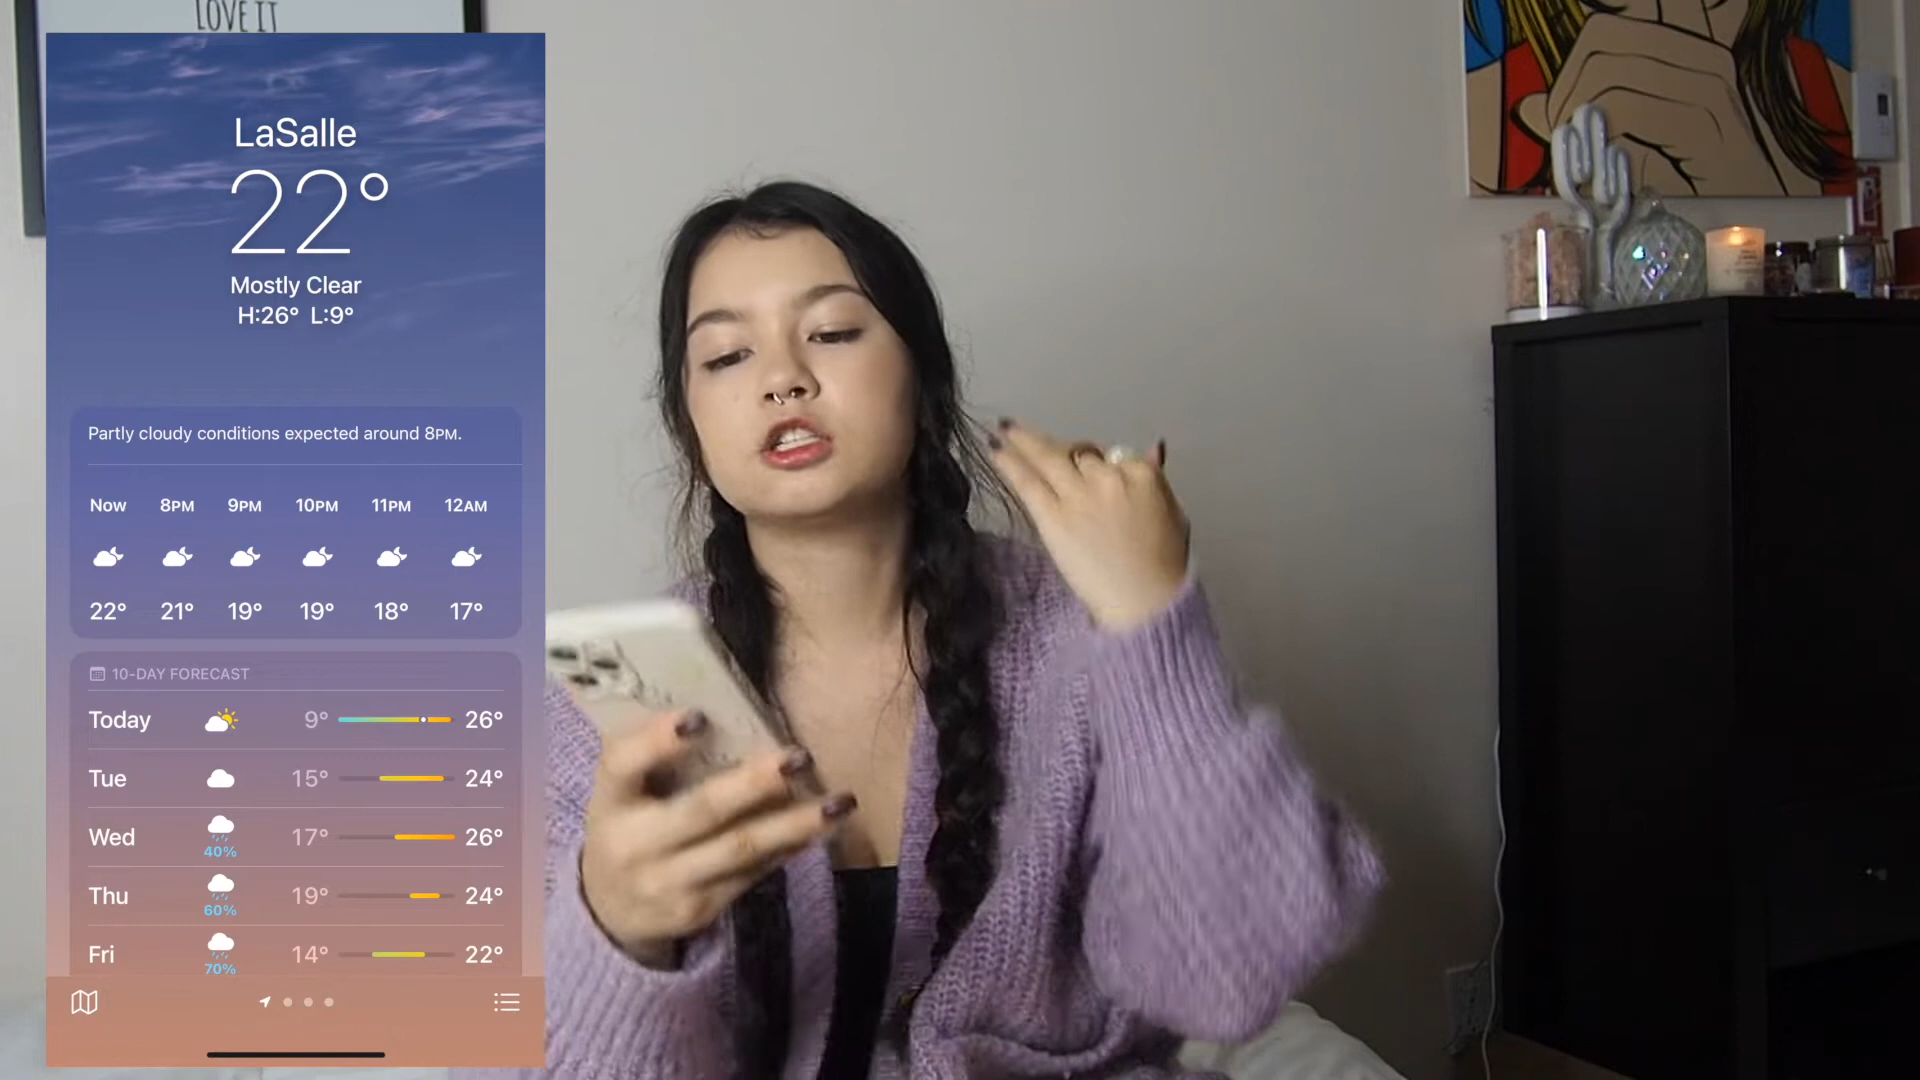 LOVE IT
LaSalle
22°
Mostly Clear
H:26° L:9°
Partly cloudy conditions expected around 8PM.
Now 8PM 9PM 10PM 11PM 12AM
22° 21° 19° 19° 18° 17°
10-DAY FORECAST
Today 9° 26°
Tue 15° 24°
Wed 40% 17° 26°
Thu 60% 19° 24°
Fri 70% 14° 22°